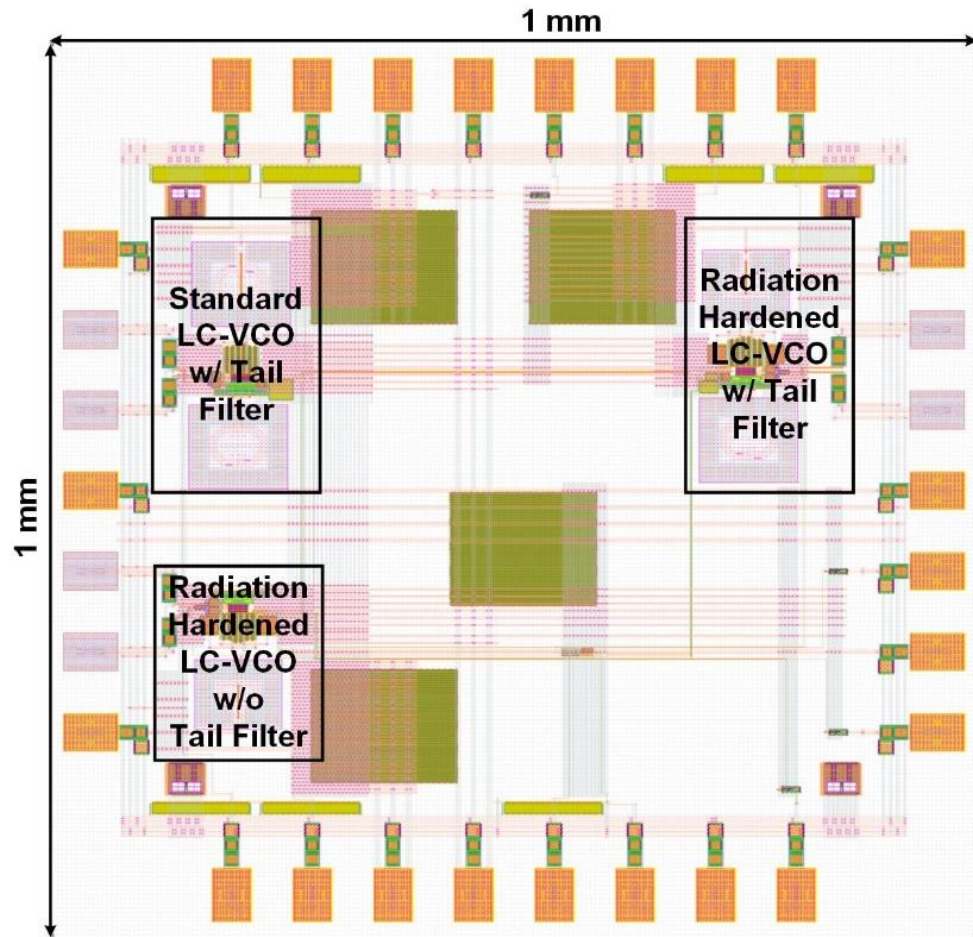 1 mm
1 mm
Standard
LC-VCO
w/ Tail
Filter
Radiation
Hardened
LC-VCO
w/ Tail
Filter
Radiation
Hardened
LC-VCO
w/o
Tail Filter